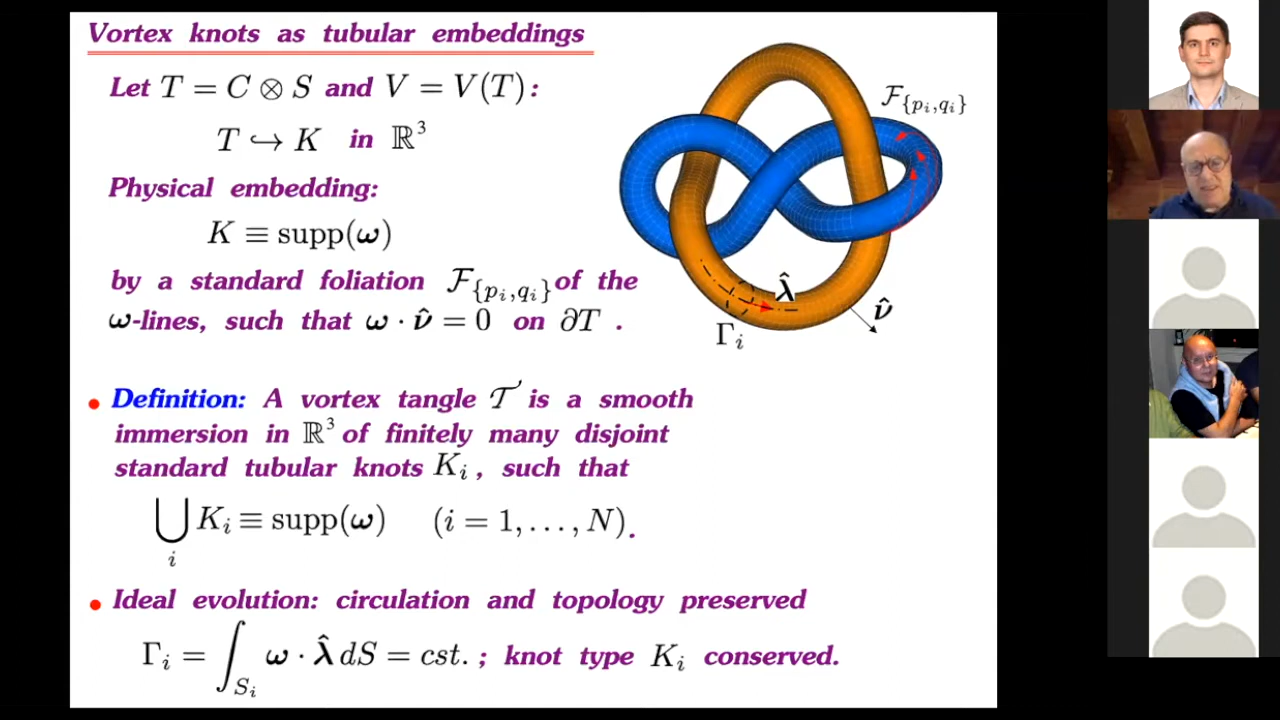 Vortex knots as tubular embeddings
Let T = C ⊗ S and V = V(T) :
T ↪ K in ℝ³
Physical embedding:
K ≡ supp(ω)
by a standard foliation ℱ{pᵢ,qᵢ} of the
ω-lines, such that ω · ν̂ = 0 on ∂T .
ℱ{pᵢ,qᵢ}
λ̂
ν̂
Γᵢ
• Definition: A vortex tangle 𝒯 is a smooth
immersion in ℝ³ of finitely many disjoint
standard tubular knots Kᵢ , such that
⋃ᵢ Kᵢ ≡ supp(ω) (i = 1, . . . , N) .
• Ideal evolution: circulation and topology preserved
Γᵢ = ∫_{Sᵢ} ω · λ̂ dS = cst. ; knot type Kᵢ conserved.